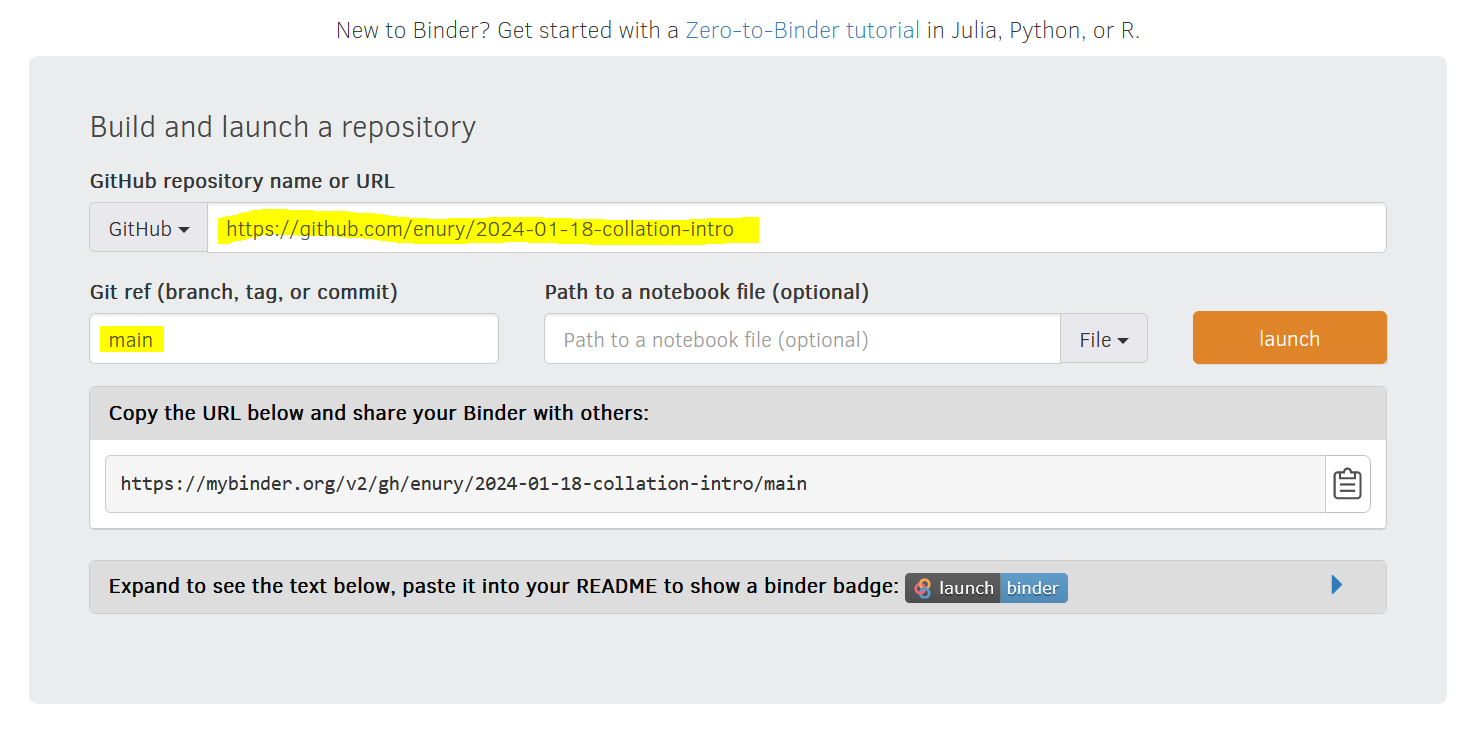 New to Binder? Get started with a Zero-to-Binder tutorial in Julia, Python, or R.
Build and launch a repository
GitHub repository name or URL
GitHub https://github.com/enury/2024-01-18-collation-intro
Git ref (branch, tag, or commit) Path to a notebook file (optional)
main Path to a notebook file (optional) File launch
Copy the URL below and share your Binder with others:
https://mybinder.org/v2/gh/enury/2024-01-18-collation-intro/main
Expand to see the text below, paste it into your README to show a binder badge: launch binder